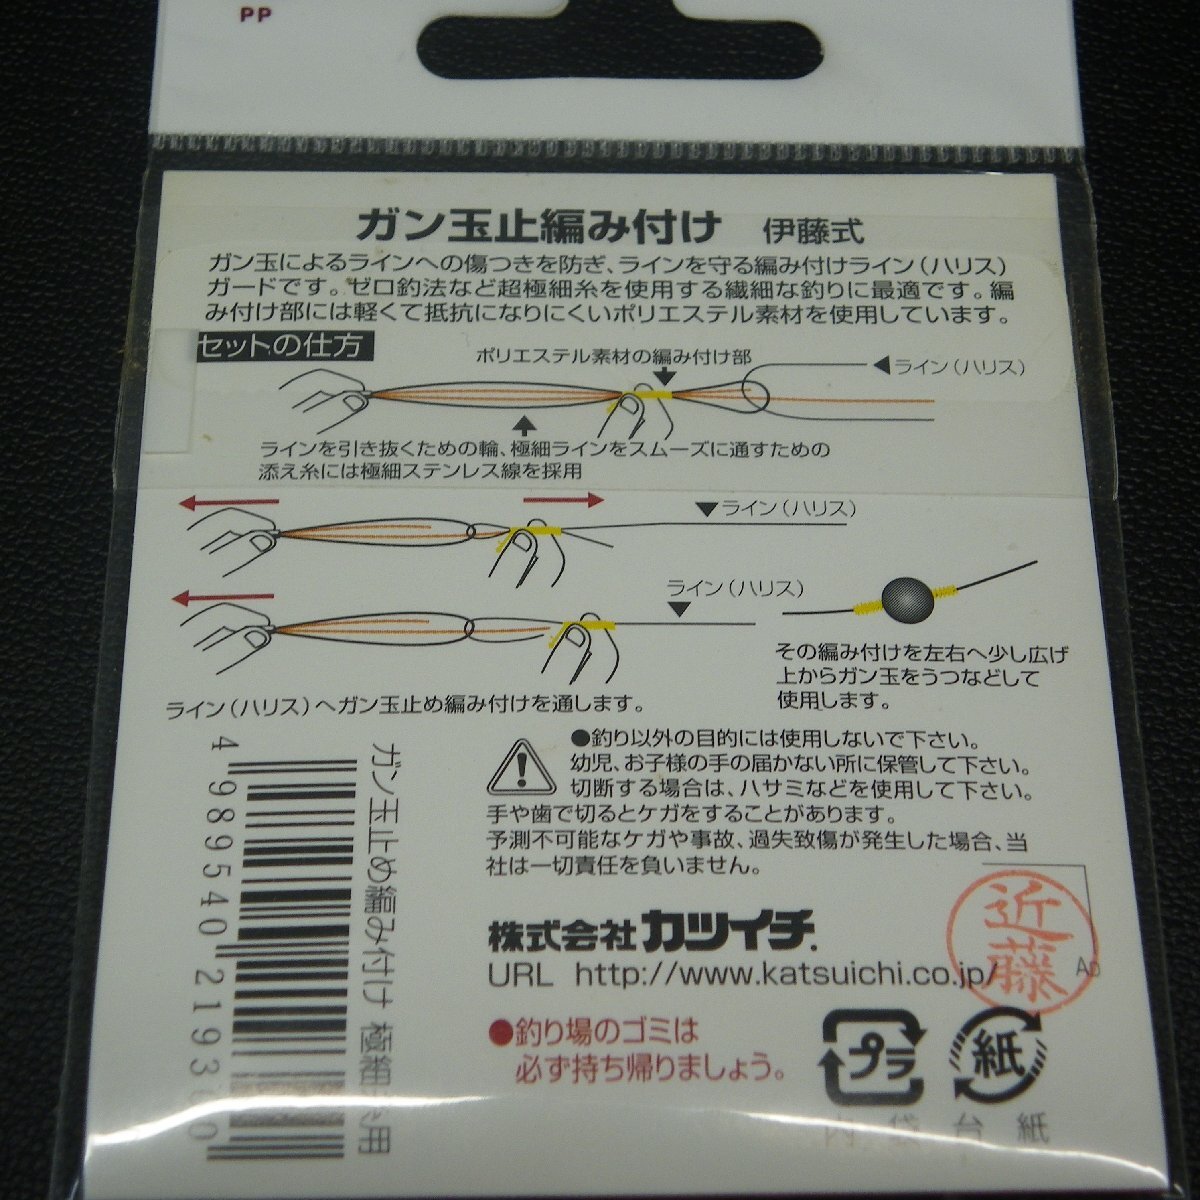 PP
ガン玉止編み付け 伊藤式
ガン玉によるラインへの傷つきを防ぎ、ラインを守る編み付けライン(ハリス)
ガードです。ゼロ釣法など超極細糸を使用する繊細な釣りに最適です。編
み付け部には軽くて抵抗になりにくいポリエステル素材を使用しています。
セットの仕方
ポリエステル素材の編み付け部
ライン(ハリス)
ラインを引き抜くための輪、極細ラインをスムーズに通すための
添え糸には極細ステンレス線を採用
ライン(ハリス)
ライン(ハリス)
その編み付けを左右へ少し広げ
上からガン玉をうつなどして
使用します。
ライン(ハリス)へガン玉止め編み付けを通します。
●釣り以外の目的には使用しないで下さい。
幼児、お子様の手の届かない所に保管して下さい。
切断する場合は、ハサミなどを使用して下さい。
手や歯で切るとケガをすることがあります。
予測不可能なケガや事故、過失致傷が発生した場合、当
社は一切責任を負いません。
ガン玉止め編み付け 極細糸用
株式会社カツイチ.
URL http://www.katsuichi.co.jp/
近藤
●釣り場のゴミは
必ず持ち帰りましょう。
プラ
紙
内 袋
台 紙